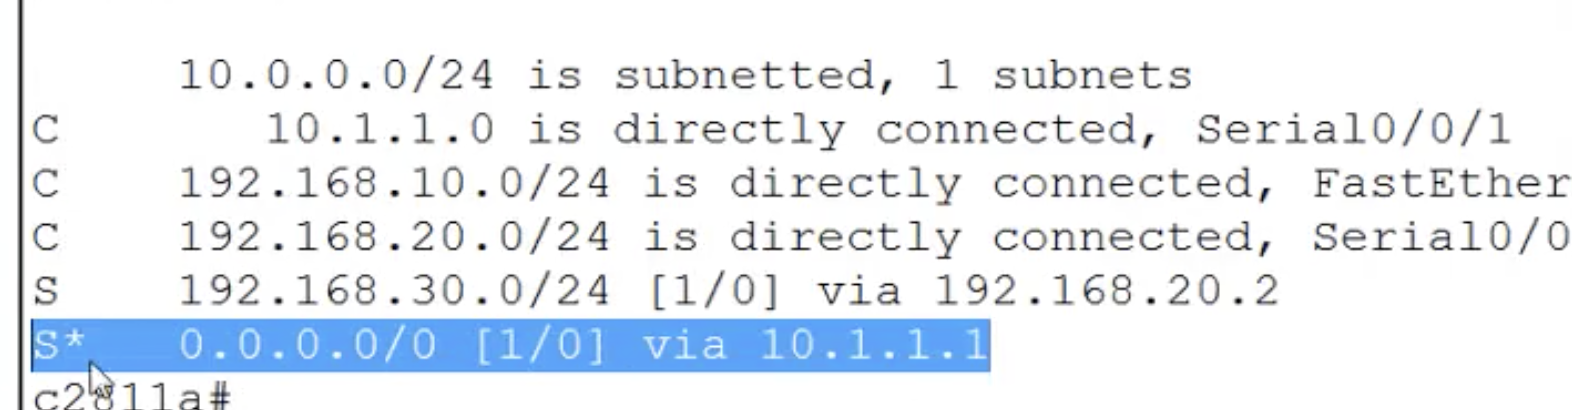 10.0.0.0/24 is subnetted, 1 subnets
C 10.1.1.0 is directly connected, Serial0/0/1
C 192.168.10.0/24 is directly connected, FastEther
C 192.168.20.0/24 is directly connected, Serial0/0
S 192.168.30.0/24 [1/0] via 192.168.20.2
S* 0.0.0.0/0 [1/0] via 10.1.1.1
c2811a#